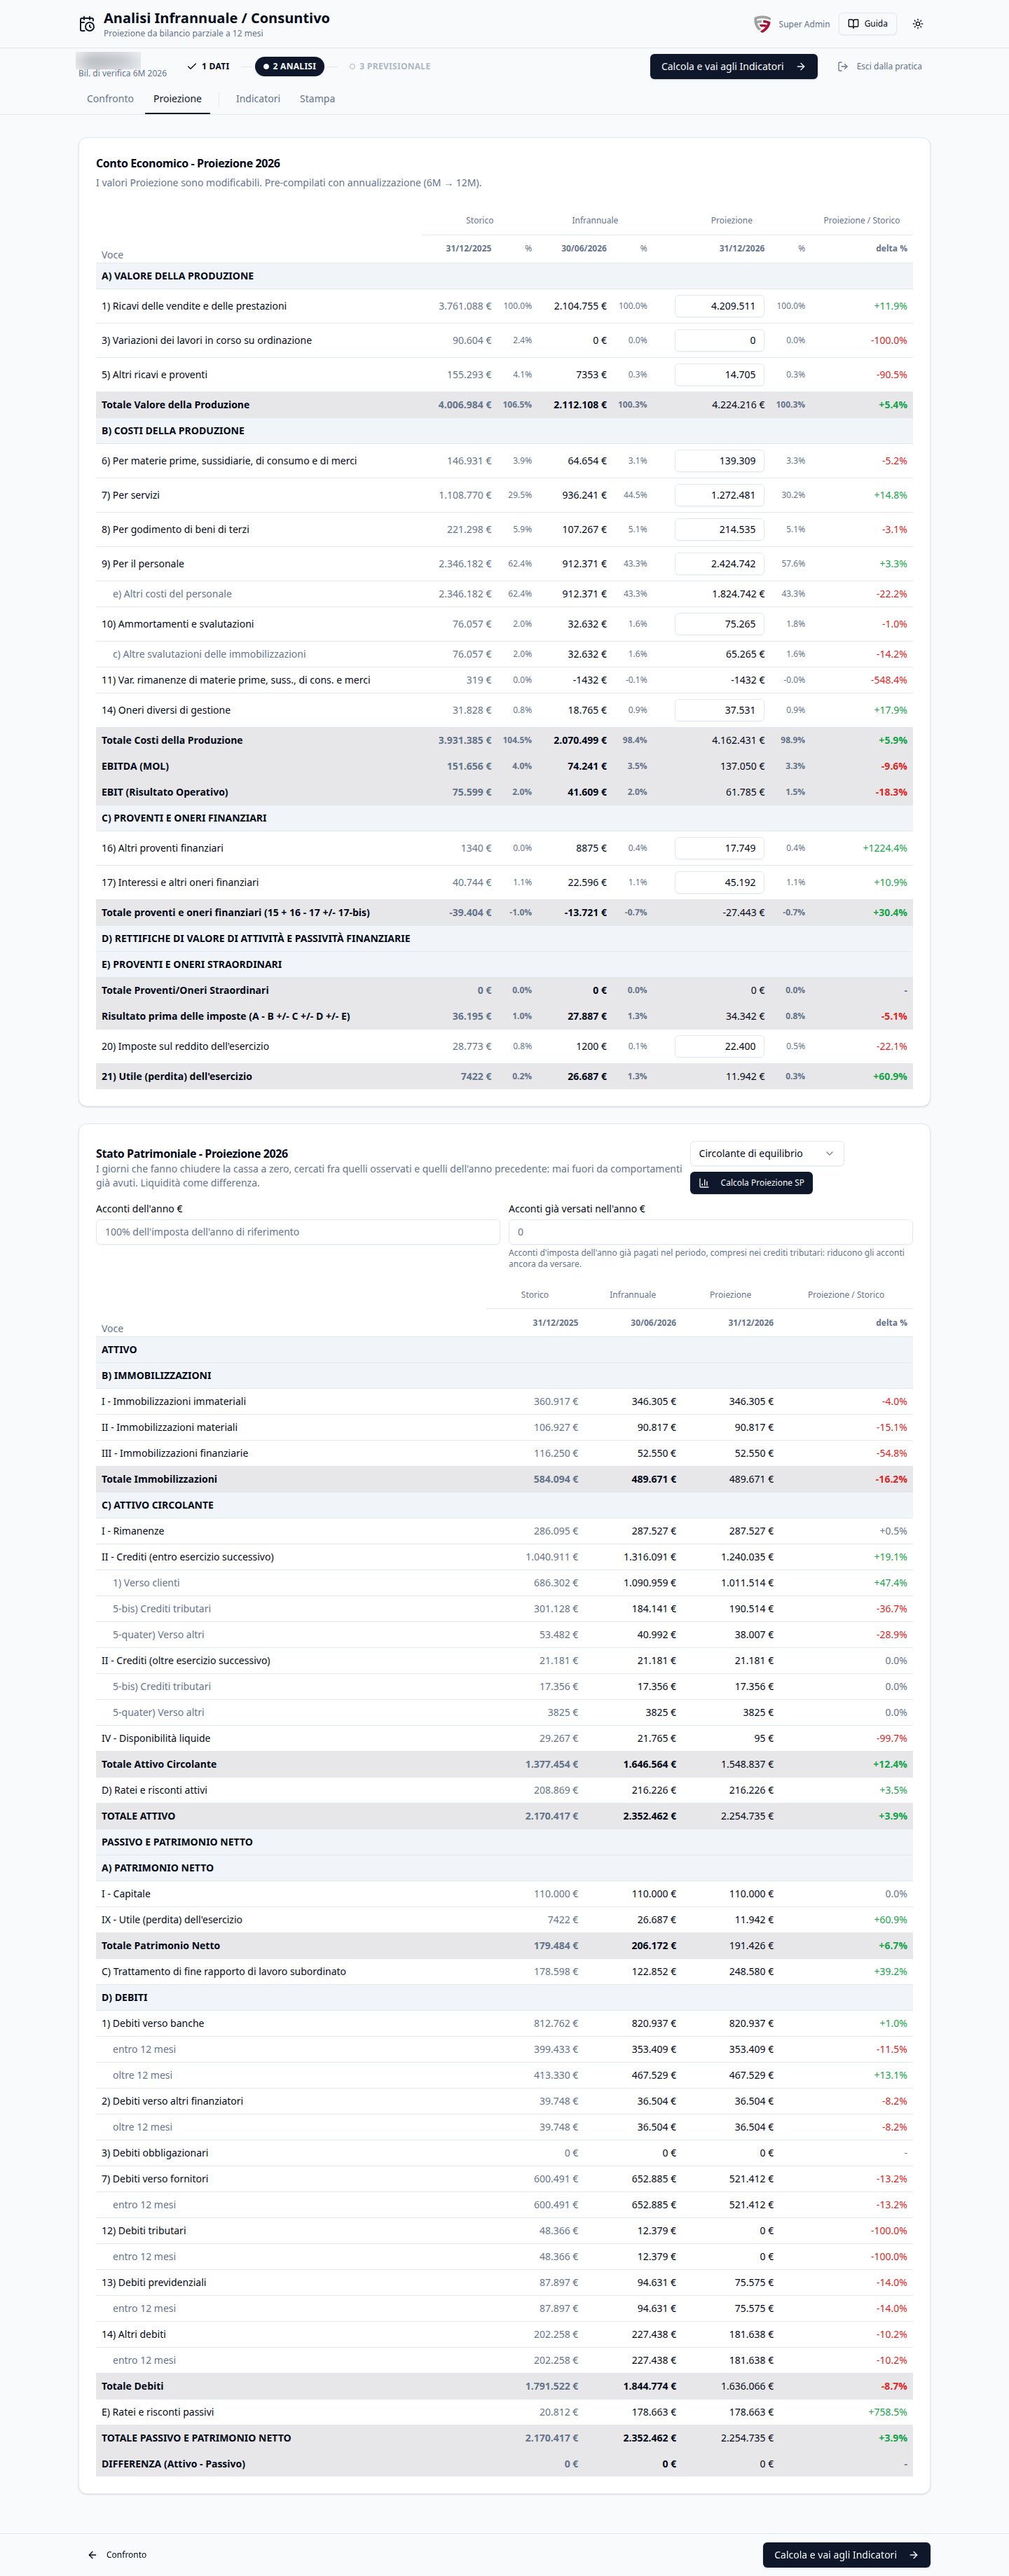 Analisi Infrannuale / Consuntivo
Proiezione da bilancio parziale a 12 mesi
Super Admin
Guida
Bil. di verifica 6M 2026
1 DATI
2 ANALISI
3 PREVISIONALE
Calcola e vai agli Indicatori
Esci dalla pratica
Confronto Proiezione Indicatori Stampa
Conto Economico - Proiezione 2026
I valori Proiezione sono modificabili. Pre-compilati con annualizzazione (6M → 12M).
Storico Infrannuale Proiezione Proiezione / Storico
Voce 31/12/2025 % 30/06/2026 % 31/12/2026 % delta %
A) VALORE DELLA PRODUZIONE
1) Ricavi delle vendite e delle prestazioni 3.761.088 € 100.0% 2.104.755 € 100.0% 4.209.511 100.0% +11.9%
3) Variazioni dei lavori in corso su ordinazione 90.604 € 2.4% 0 € 0.0% 0 0.0% -100.0%
5) Altri ricavi e proventi 155.293 € 4.1% 7353 € 0.3% 14.705 0.3% -90.5%
Totale Valore della Produzione 4.006.984 € 106.5% 2.112.108 € 100.3% 4.224.216 € 100.3% +5.4%
B) COSTI DELLA PRODUZIONE
6) Per materie prime, sussidiarie, di consumo e di merci 146.931 € 3.9% 64.654 € 3.1% 139.309 3.3% -5.2%
7) Per servizi 1.108.770 € 29.5% 936.241 € 44.5% 1.272.481 30.2% +14.8%
8) Per godimento di beni di terzi 221.298 € 5.9% 107.267 € 5.1% 214.535 5.1% -3.1%
9) Per il personale 2.346.182 € 62.4% 912.371 € 43.3% 2.424.742 57.6% +3.3%
e) Altri costi del personale 2.346.182 € 62.4% 912.371 € 43.3% 1.824.742 € 43.3% -22.2%
10) Ammortamenti e svalutazioni 76.057 € 2.0% 32.632 € 1.6% 75.265 1.8% -1.0%
c) Altre svalutazioni delle immobilizzazioni 76.057 € 2.0% 32.632 € 1.6% 65.265 € 1.6% -14.2%
11) Var. rimanenze di materie prime, suss., di cons. e merci 319 € 0.0% -1432 € -0.1% -1432 € -0.0% -548.4%
14) Oneri diversi di gestione 31.828 € 0.8% 18.765 € 0.9% 37.531 0.9% +17.9%
Totale Costi della Produzione 3.931.385 € 104.5% 2.070.499 € 98.4% 4.162.431 € 98.9% +5.9%
EBITDA (MOL) 151.656 € 4.0% 74.241 € 3.5% 137.050 € 3.3% -9.6%
EBIT (Risultato Operativo) 75.599 € 2.0% 41.609 € 2.0% 61.785 € 1.5% -18.3%
C) PROVENTI E ONERI FINANZIARI
16) Altri proventi finanziari 1340 € 0.0% 8875 € 0.4% 17.749 0.4% +1224.4%
17) Interessi e altri oneri finanziari 40.744 € 1.1% 22.596 € 1.1% 45.192 1.1% +10.9%
Totale proventi e oneri finanziari (15 + 16 - 17 +/- 17-bis) -39.404 € -1.0% -13.721 € -0.7% -27.443 € -0.7% +30.4%
D) RETTIFICHE DI VALORE DI ATTIVITÀ E PASSIVITÀ FINANZIARIE
E) PROVENTI E ONERI STRAORDINARI
Totale Proventi/Oneri Straordinari 0 € 0.0% 0 € 0.0% 0 € 0.0% -
Risultato prima delle imposte (A - B +/- C +/- D +/- E) 36.195 € 1.0% 27.887 € 1.3% 34.342 € 0.8% -5.1%
20) Imposte sul reddito dell'esercizio 28.773 € 0.8% 1200 € 0.1% 22.400 0.5% -22.1%
21) Utile (perdita) dell'esercizio 7422 € 0.2% 26.687 € 1.3% 11.942 € 0.3% +60.9%
Stato Patrimoniale - Proiezione 2026
I giorni che fanno chiudere la cassa a zero, cercati fra quelli osservati e quelli dell'anno precedente: mai fuori da comportamenti
già avuti. Liquidità come differenza.
Circolante di equilibrio
Calcola Proiezione SP
Acconti dell'anno € Acconti già versati nell'anno €
100% dell'imposta dell'anno di riferimento 0
Acconti d'imposta dell'anno già pagati nel periodo, compresi nei crediti tributari: riducono gli acconti
ancora da versare.
Storico Infrannuale Proiezione Proiezione / Storico
Voce 31/12/2025 30/06/2026 31/12/2026 delta %
ATTIVO
B) IMMOBILIZZAZIONI
I - Immobilizzazioni immateriali 360.917 € 346.305 € 346.305 € -4.0%
II - Immobilizzazioni materiali 106.927 € 90.817 € 90.817 € -15.1%
III - Immobilizzazioni finanziarie 116.250 € 52.550 € 52.550 € -54.8%
Totale Immobilizzazioni 584.094 € 489.671 € 489.671 € -16.2%
C) ATTIVO CIRCOLANTE
I - Rimanenze 286.095 € 287.527 € 287.527 € +0.5%
II - Crediti (entro esercizio successivo) 1.040.911 € 1.316.091 € 1.240.035 € +19.1%
1) Verso clienti 686.302 € 1.090.959 € 1.011.514 € +47.4%
5-bis) Crediti tributari 301.128 € 184.141 € 190.514 € -36.7%
5-quater) Verso altri 53.482 € 40.992 € 38.007 € -28.9%
II - Crediti (oltre esercizio successivo) 21.181 € 21.181 € 21.181 € 0.0%
5-bis) Crediti tributari 17.356 € 17.356 € 17.356 € 0.0%
5-quater) Verso altri 3825 € 3825 € 3825 € 0.0%
IV - Disponibilità liquide 29.267 € 21.765 € 95 € -99.7%
Totale Attivo Circolante 1.377.454 € 1.646.564 € 1.548.837 € +12.4%
D) Ratei e risconti attivi 208.869 € 216.226 € 216.226 € +3.5%
TOTALE ATTIVO 2.170.417 € 2.352.462 € 2.254.735 € +3.9%
PASSIVO E PATRIMONIO NETTO
A) PATRIMONIO NETTO
I - Capitale 110.000 € 110.000 € 110.000 € 0.0%
IX - Utile (perdita) dell'esercizio 7422 € 26.687 € 11.942 € +60.9%
Totale Patrimonio Netto 179.484 € 206.172 € 191.426 € +6.7%
C) Trattamento di fine rapporto di lavoro subordinato 178.598 € 122.852 € 248.580 € +39.2%
D) DEBITI
1) Debiti verso banche 812.762 € 820.937 € 820.937 € +1.0%
entro 12 mesi 399.433 € 353.409 € 353.409 € -11.5%
oltre 12 mesi 413.330 € 467.529 € 467.529 € +13.1%
2) Debiti verso altri finanziatori 39.748 € 36.504 € 36.504 € -8.2%
oltre 12 mesi 39.748 € 36.504 € 36.504 € -8.2%
3) Debiti obbligazionari 0 € 0 € 0 € -
7) Debiti verso fornitori 600.491 € 652.885 € 521.412 € -13.2%
entro 12 mesi 600.491 € 652.885 € 521.412 € -13.2%
12) Debiti tributari 48.366 € 12.379 € 0 € -100.0%
entro 12 mesi 48.366 € 12.379 € 0 € -100.0%
13) Debiti previdenziali 87.897 € 94.631 € 75.575 € -14.0%
entro 12 mesi 87.897 € 94.631 € 75.575 € -14.0%
14) Altri debiti 202.258 € 227.438 € 181.638 € -10.2%
entro 12 mesi 202.258 € 227.438 € 181.638 € -10.2%
Totale Debiti 1.791.522 € 1.844.774 € 1.636.066 € -8.7%
E) Ratei e risconti passivi 20.812 € 178.663 € 178.663 € +758.5%
TOTALE PASSIVO E PATRIMONIO NETTO 2.170.417 € 2.352.462 € 2.254.735 € +3.9%
DIFFERENZA (Attivo - Passivo) 0 € 0 € 0 € -
Confronto
Calcola e vai agli Indicatori